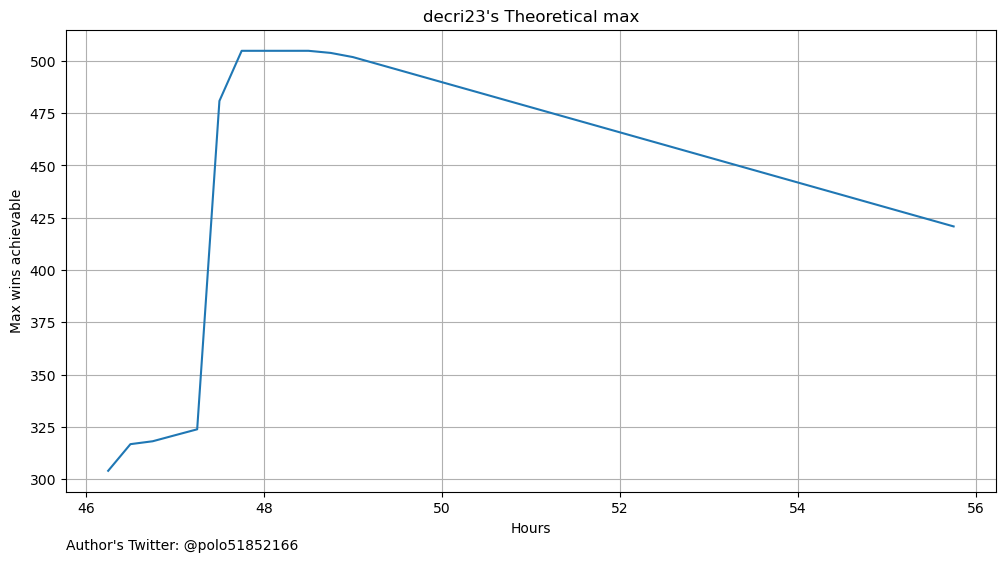 decri23's Theoretical max
500
475
450
425
400
375
350
325
300
Max wins achievable
46 48 50 52 54 56
Hours
Author's Twitter: @polo51852166